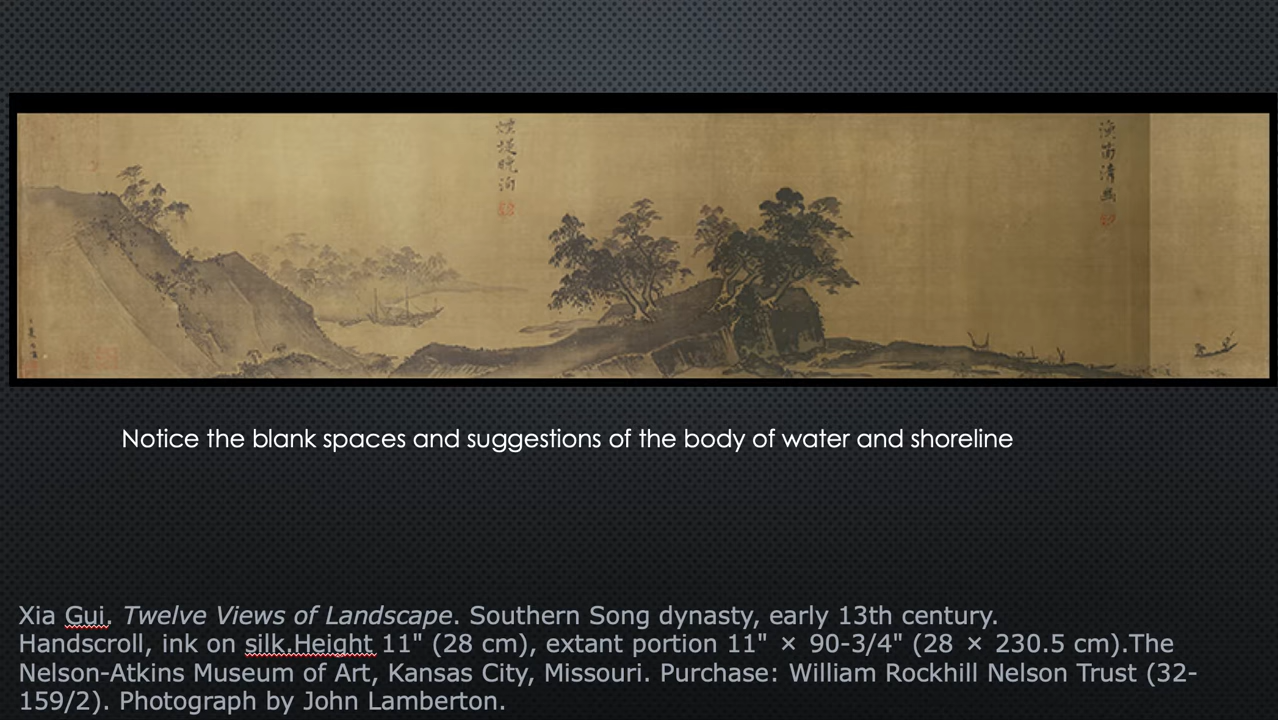 漁笛清幽
煙堤晚泊
Notice the blank spaces and suggestions of the body of water and shoreline
Xia Gui. Twelve Views of Landscape. Southern Song dynasty, early 13th century.
Handscroll, ink on silk.Height 11" (28 cm), extant portion 11" × 90-3/4" (28 × 230.5 cm).The
Nelson-Atkins Museum of Art, Kansas City, Missouri. Purchase: William Rockhill Nelson Trust (32-
159/2). Photograph by John Lamberton.